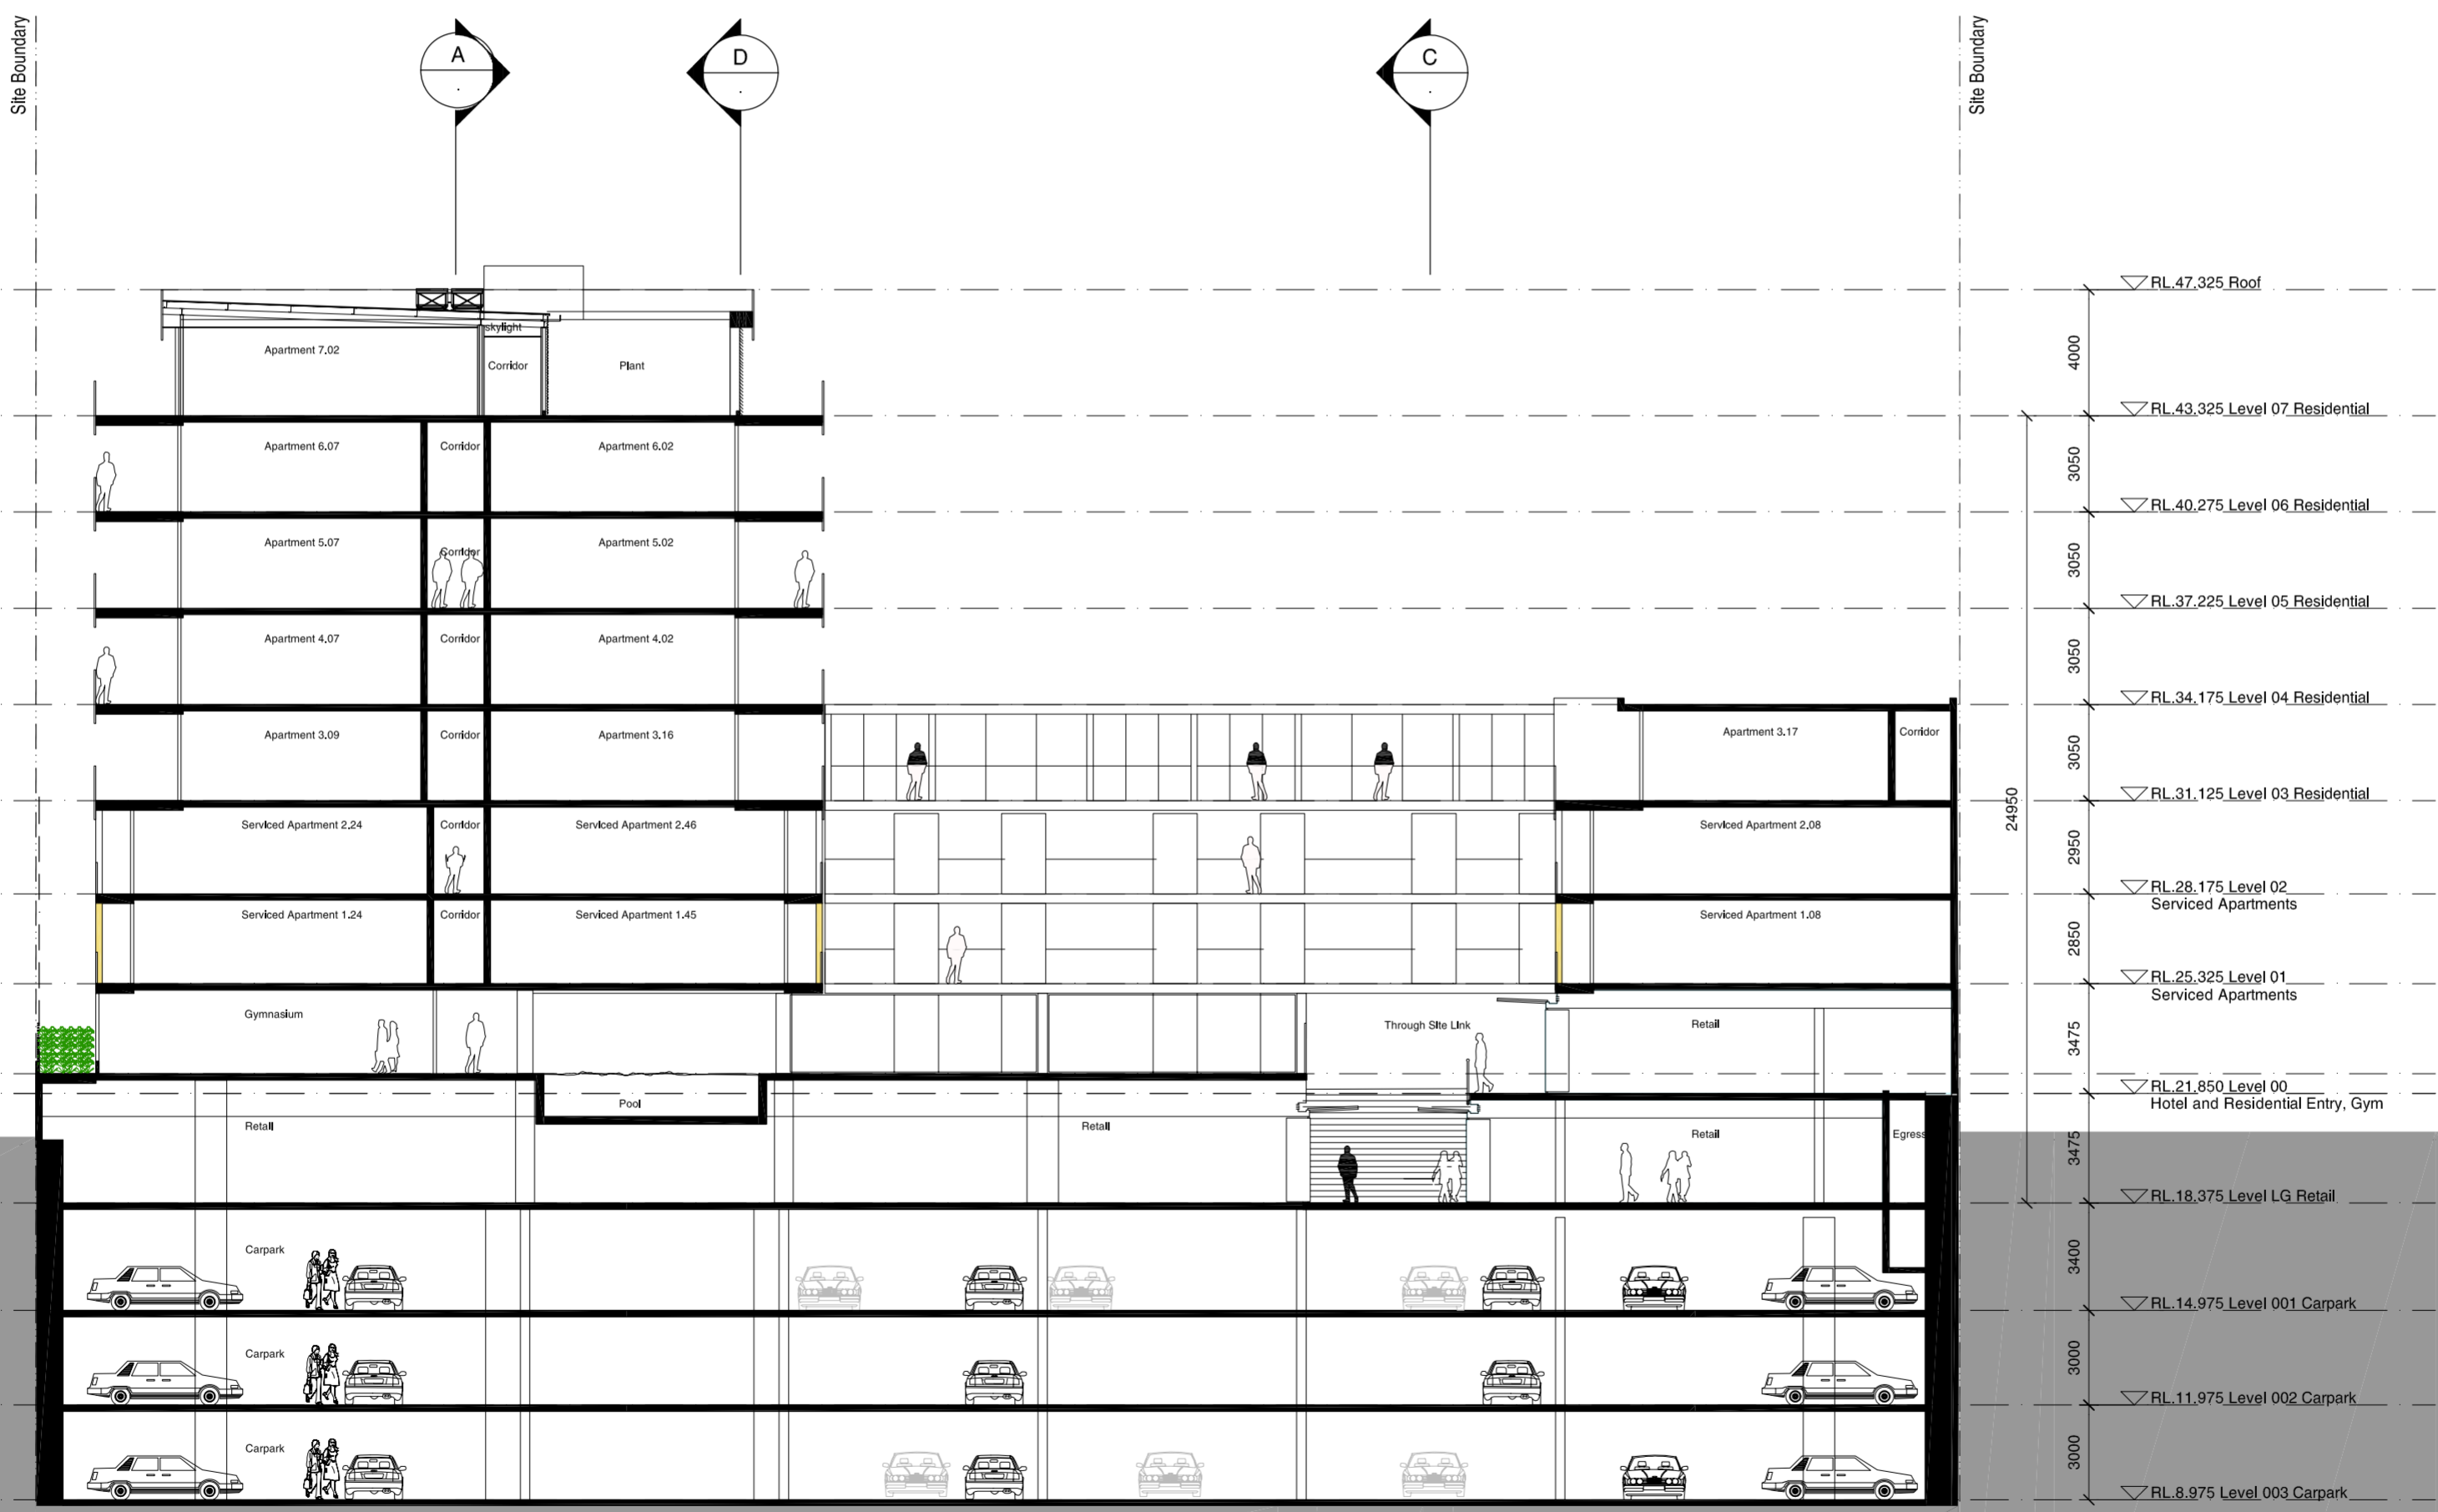 Site Boundary
A
D
C
Site Boundary
RL.47.325 Roof
skylight
Apartment 7.02
Corridor
Plant
4000
RL.43.325 Level 07 Residential
Apartment 6.07
Corridor
Apartment 6.02
3050
RL.40.275 Level 06 Residential
Apartment 5.07
Corridor
Apartment 5.02
3050
RL.37.225 Level 05 Residential
Apartment 4.07
Corridor
Apartment 4.02
3050
RL.34.175 Level 04 Residential
Apartment 3.09
Corridor
Apartment 3.16
Apartment 3.17
Corridor
3050
24950
RL.31.125 Level 03 Residential
Serviced Apartment 2.24
Corridor
Serviced Apartment 2.46
Serviced Apartment 2.08
2950
RL.28.175 Level 02
Serviced Apartments
Serviced Apartment 1.24
Corridor
Serviced Apartment 1.45
Serviced Apartment 1.08
2850
RL.25.325 Level 01
Serviced Apartments
Gymnasium
Through Site Link
Retail
3475
RL.21.850 Level 00
Hotel and Residential Entry, Gym
Pool
Retail
Retail
Retail
Egress
3475
RL.18.375 Level LG Retail
Carpark
3400
RL.14.975 Level 001 Carpark
Carpark
3000
RL.11.975 Level 002 Carpark
Carpark
3000
RL.8.975 Level 003 Carpark